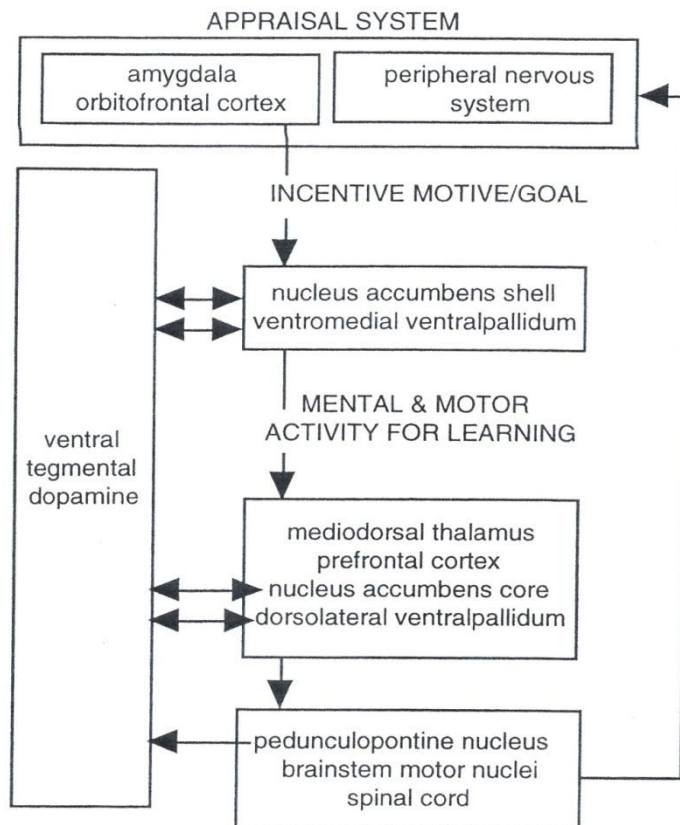 APPRAISAL SYSTEM
amygdala
orbitofrontal cortex
peripheral nervous
system
INCENTIVE MOTIVE/GOAL
nucleus accumbens shell
ventromedial ventralpallidum
MENTAL & MOTOR
ACTIVITY FOR LEARNING
ventral
tegmental
dopamine
mediodorsal thalamus
prefrontal cortex
nucleus accumbens core
dorsolateral ventralpallidum
pedunculopontine nucleus
brainstem motor nuclei
spinal cord